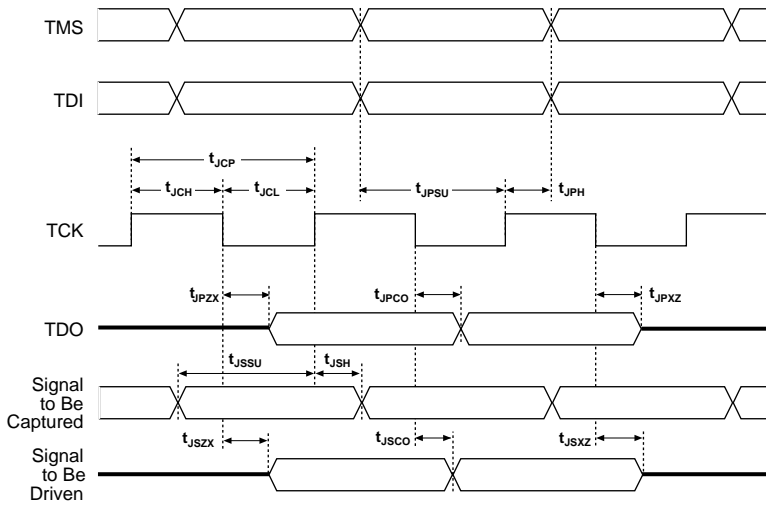 TMS
TDI
tJCP
tJCH
tJCL
tJPSU
tJPH
TCK
tJPZX
tJPCO
tJPXZ
TDO
tJSSU
tJSH
Signal
to Be
Captured
tJSZX
tJSCO
tJSXZ
Signal
to Be
Driven